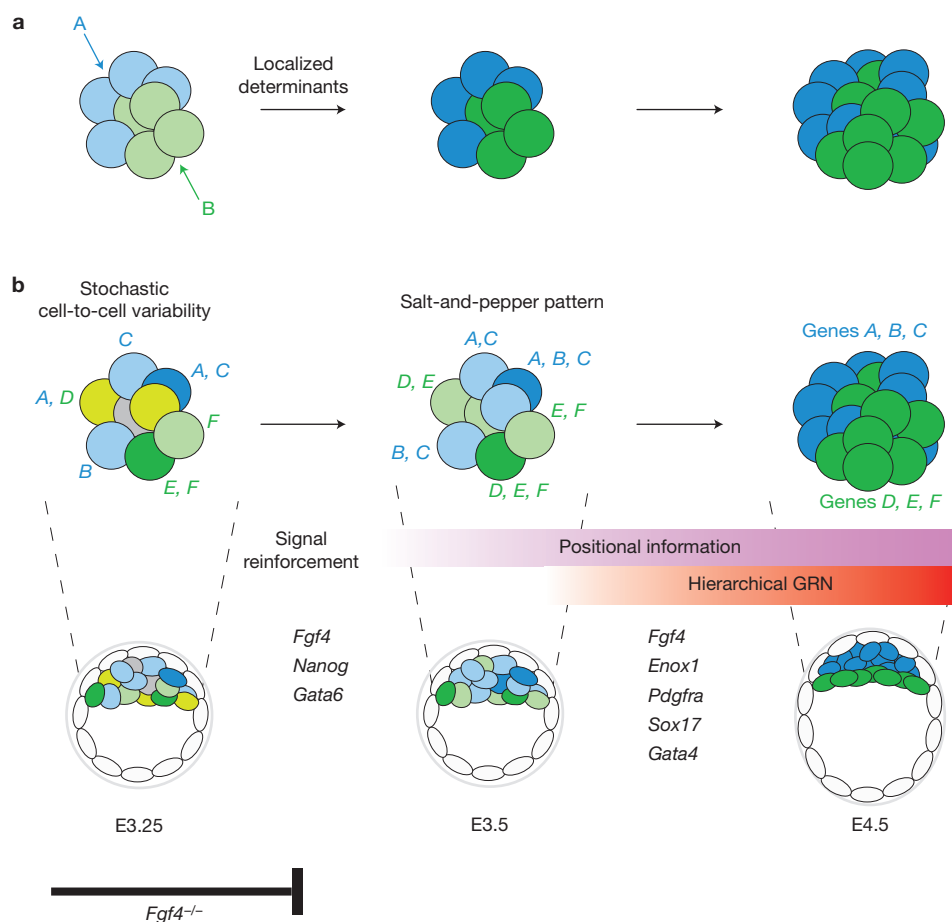 a
A
Localized
determinants
B
b
Stochastic
cell-to-cell variability
Salt-and-pepper pattern
C
A, C
A, D
F
B
E, F
A,C
A, B, C
D, E
E, F
B, C
D, E, F
Genes A, B, C
Genes D, E, F
Signal
reinforcement
Positional information
Hierarchical GRN
Fgf4
Nanog
Gata6
Fgf4
Enox1
Pdgfra
Sox17
Gata4
E3.25
E3.5
E4.5
Fgf4–/–